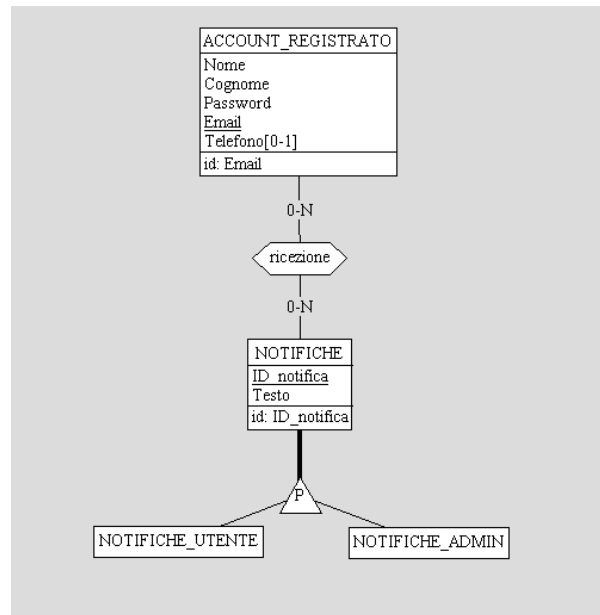 ACCOUNT_REGISTRATO
Nome
Cognome
Password
Email
Telefono[0-1]
id: Email
0-N
ricezione
0-N
NOTIFICHE
ID_notifica
Testo
id: ID_notifica
P
NOTIFICHE_UTENTE
NOTIFICHE_ADMIN